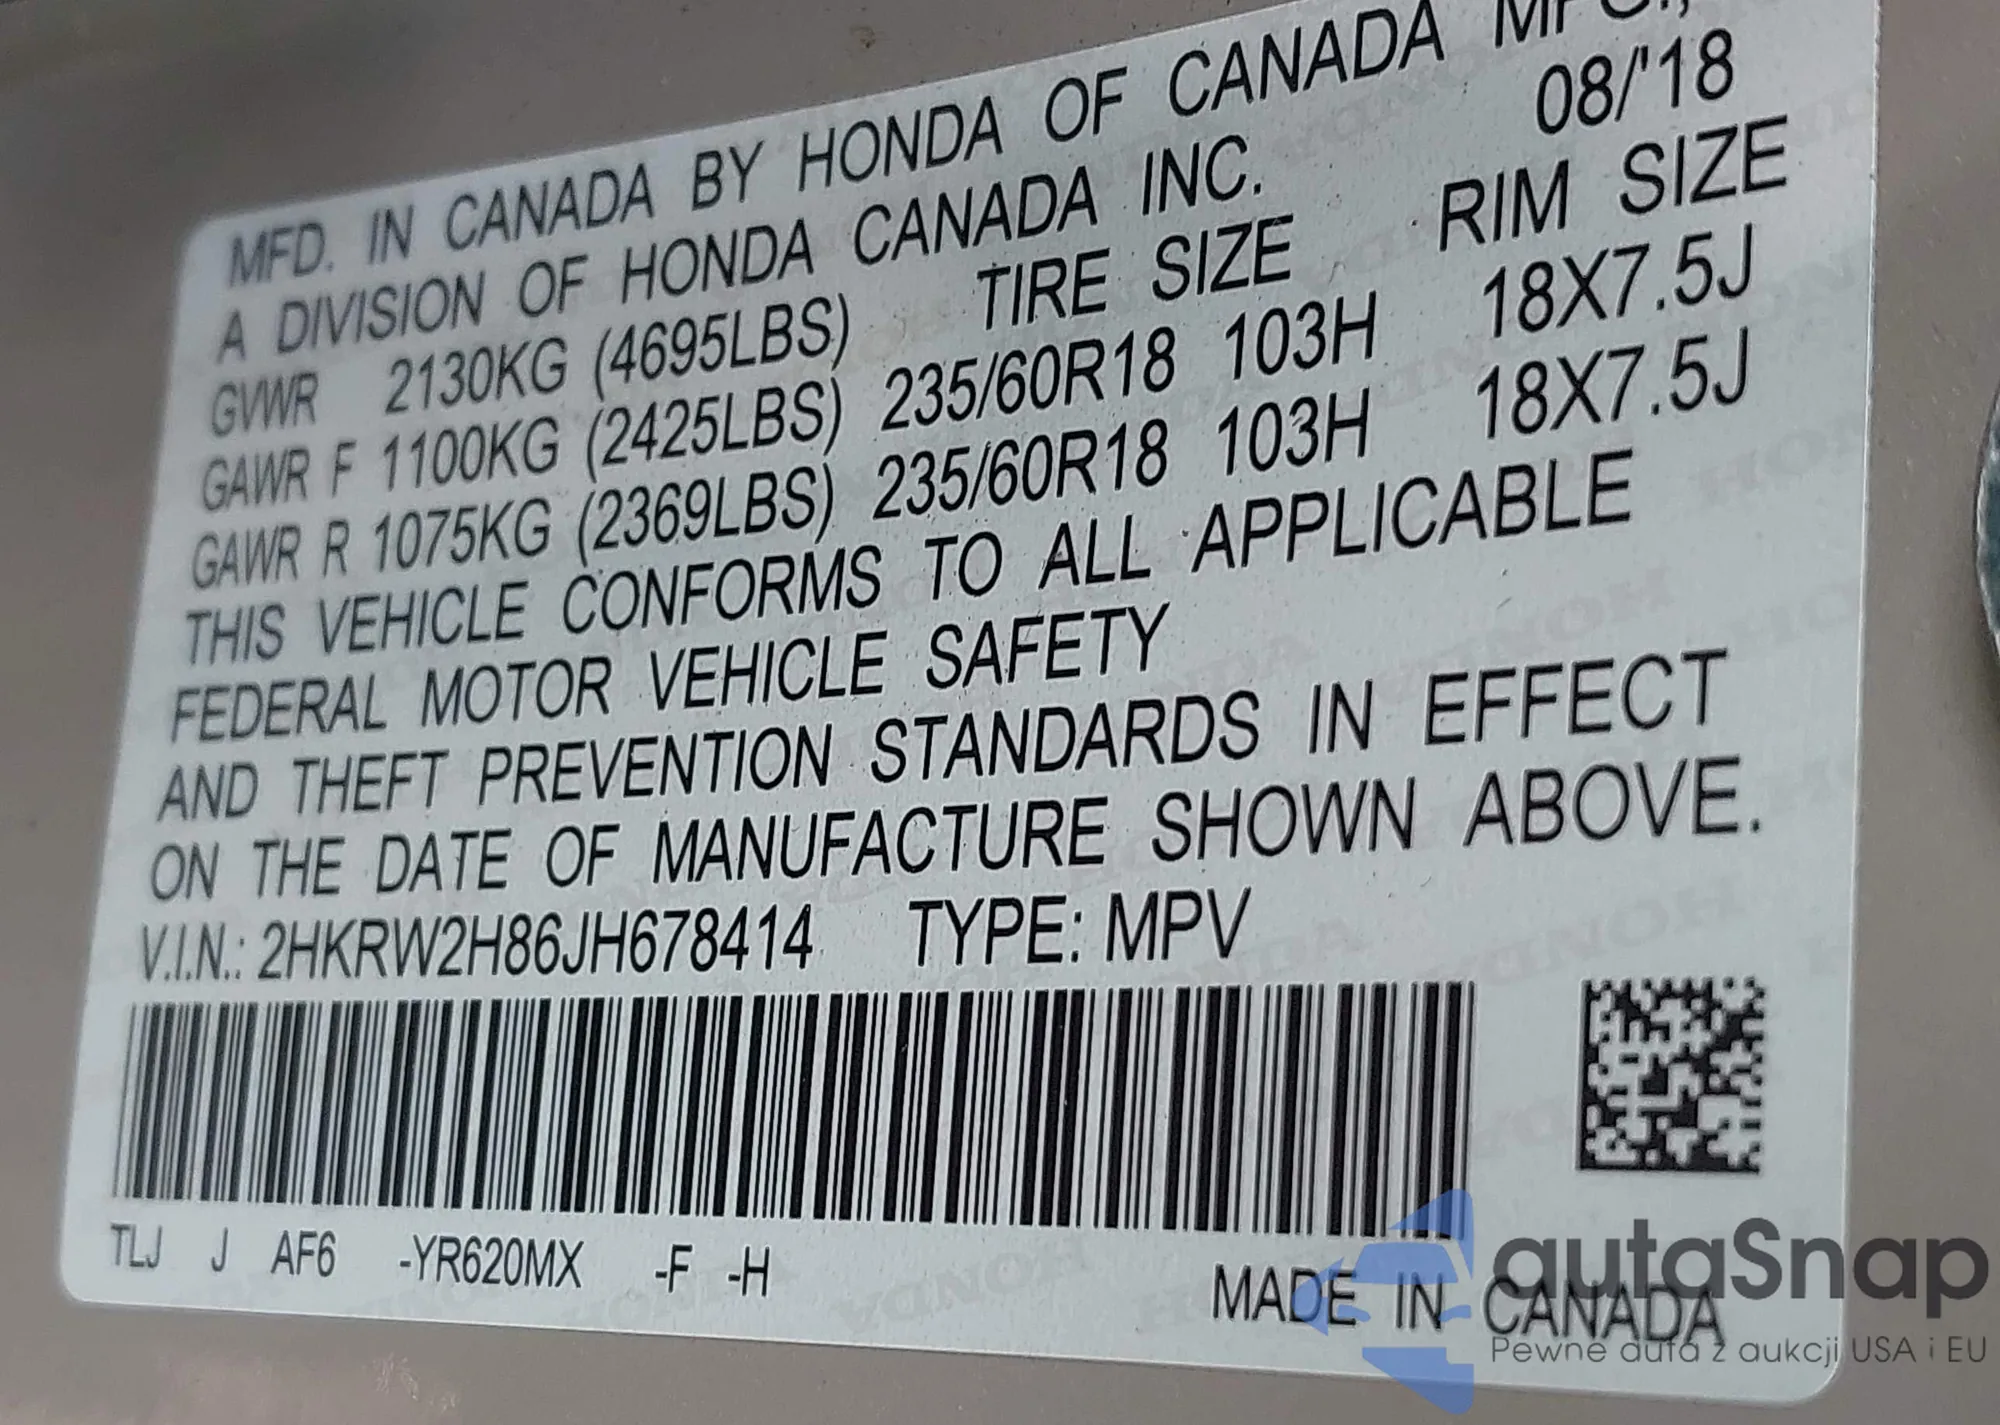 MFD. IN CANADA BY HONDA OF CANADA MFG.,
A DIVISION OF HONDA CANADA INC. 08/'18
GVWR 2130KG (4695LBS) TIRE SIZE RIM SIZE
GAWR F 1100KG (2425LBS) 235/60R18 103H 18X7.5J
GAWR R 1075KG (2369LBS) 235/60R18 103H 18X7.5J
THIS VEHICLE CONFORMS TO ALL APPLICABLE
FEDERAL MOTOR VEHICLE SAFETY
AND THEFT PREVENTION STANDARDS IN EFFECT
ON THE DATE OF MANUFACTURE SHOWN ABOVE.
V.I.N.: 2HKRW2H86JH678414 TYPE: MPV
TLJ J AF6 -YR620MX -F -H
MADE IN CANADA
autaSnap
Pewne auta z aukcji USA i EU